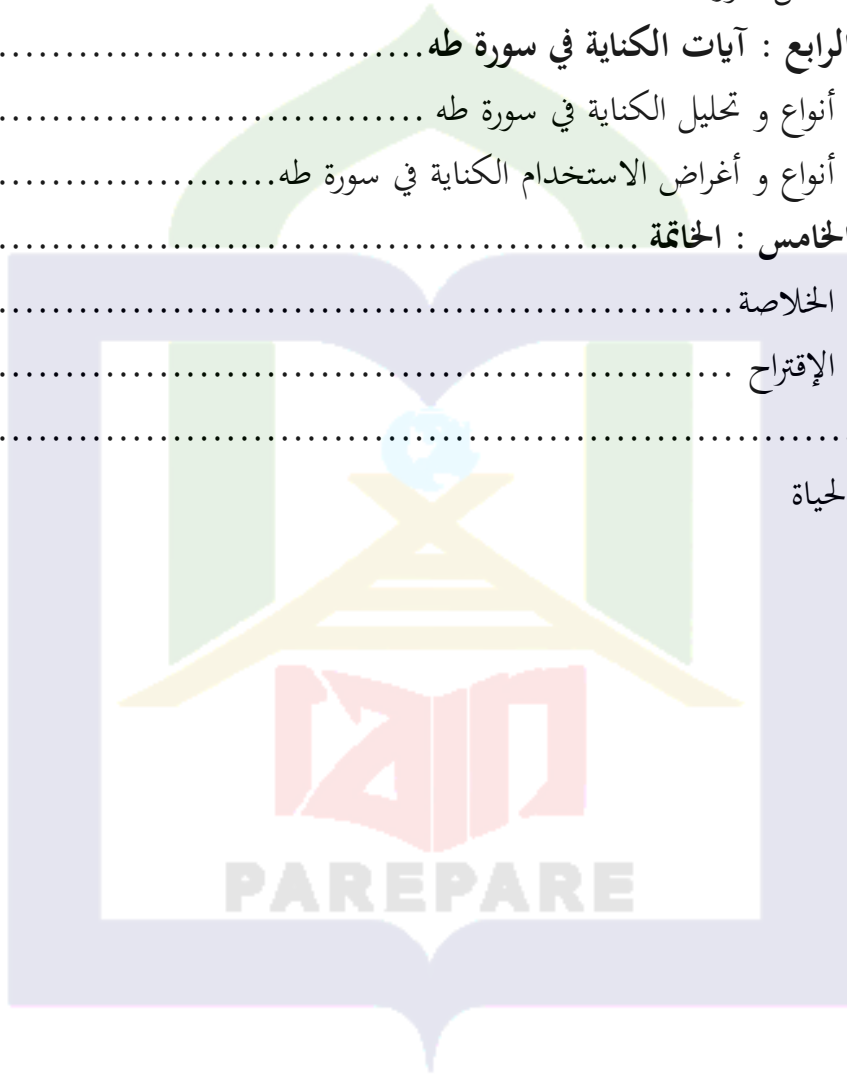 الرابع : آيات الكناية في سورة طه................................
أنواع و تحليل الكناية في سورة طه ................................
أنواع و أغراض الاستخدام الكناية في سورة طه.....................
الخامس : الخاتمة ................................................
الخلاصة.......................................................
الإقتراح .......................................................
................................................................
الحياة
PAREPARE